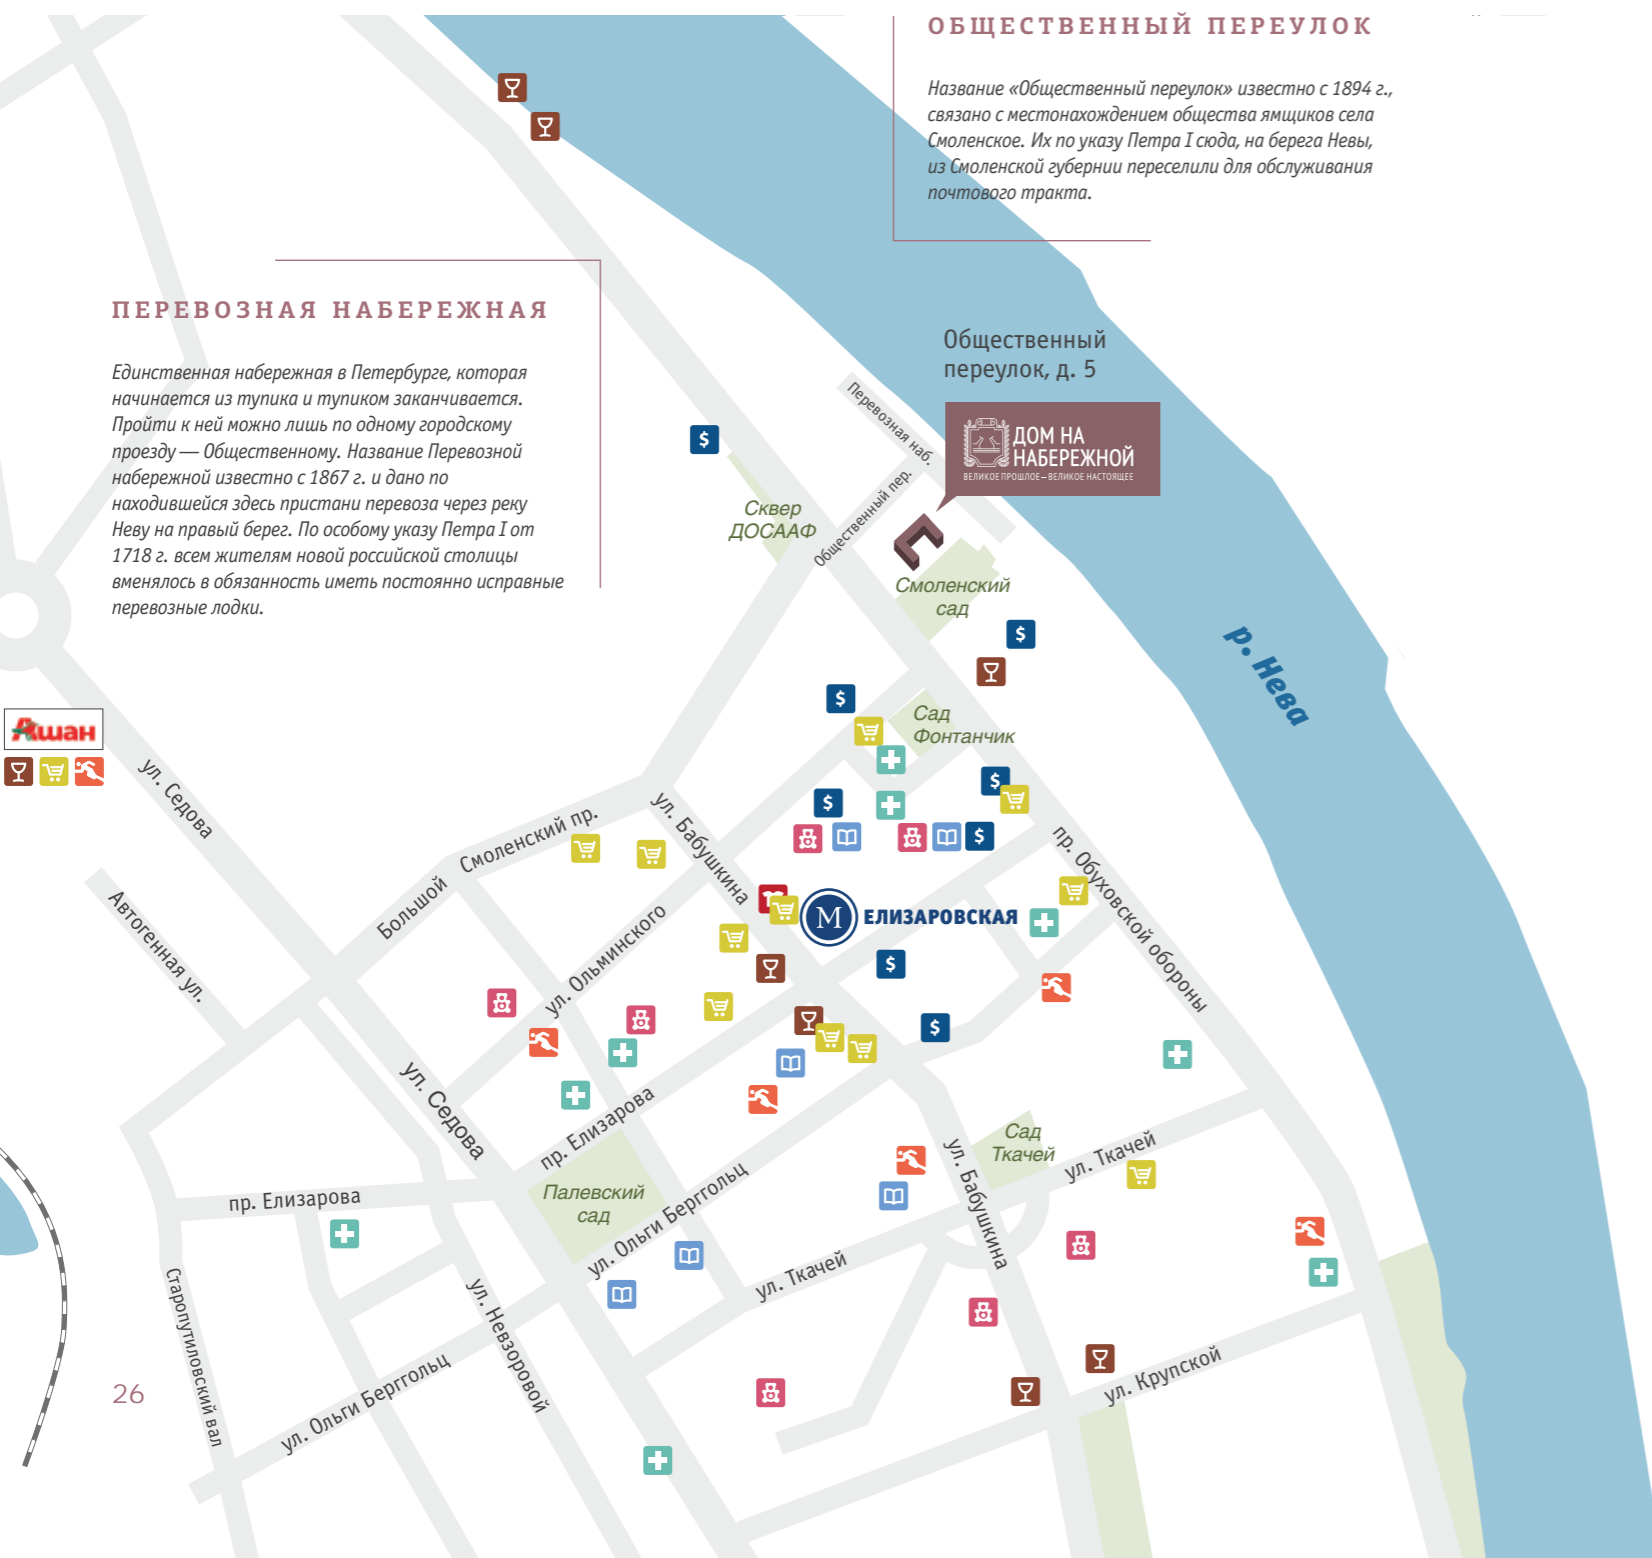 ОБЩЕСТВЕННЫЙ ПЕРЕУЛОК
Название «Общественный переулок» известно с 1894 г.,
связано с местонахождением общества ямщиков села
Смоленское. Их по указу Петра I сюда, на берега Невы,
из Смоленской губернии переселили для обслуживания
почтового тракта.
ПЕРЕВОЗНАЯ НАБЕРЕЖНАЯ
Единственная набережная в Петербурге, которая
начинается из тупика и тупиком заканчивается.
Пройти к ней можно лишь по одному городскому
проезду — Общественному. Название Перевозной
набережной известно с 1867 г. и дано по
находившейся здесь пристани перевоза через реку
Неву на правый берег. По особому указу Петра I от
1718 г. всем жителям новой российской столицы
вменялось в обязанность иметь постоянно исправные
перевозные лодки.
Общественный
переулок, д. 5
ДОМ НА
НАБЕРЕЖНОЙ
ВЕЛИКОЕ ПРОШЛОЕ – ВЕЛИКОЕ НАСТОЯЩЕЕ
Перевозная наб.
Общественный пер.
Сквер
ДОСААФ
Смоленский
сад
р. Нева
Сад
Фонтанчик
Ашан
ул. Седова
Большой Смоленский пр.
ул. Бабушкина
пр. Обуховской обороны
Автогенная ул.
ул. Ольминского
М ЕЛИЗАРОВСКАЯ
ул. Седова
пр. Елизарова
Сад
Ткачей
ул. Ткачей
ул. Бабушкина
пр. Елизарова
Палевский
сад
ул. Ольги Берггольц
ул. Ткачей
Старопутиловский вал
ул. Невзоровой
ул. Ольги Берггольц
ул. Крупской
26